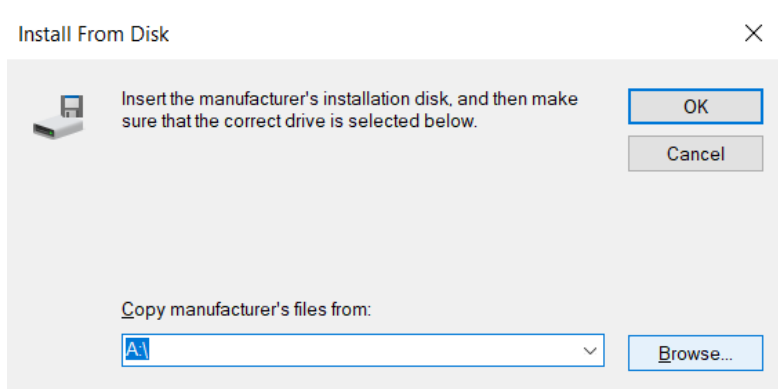 Install From Disk
Insert the manufacturer's installation disk, and then make
sure that the correct drive is selected below.
OK
Cancel
Copy manufacturer's files from:
A:\
Browse...